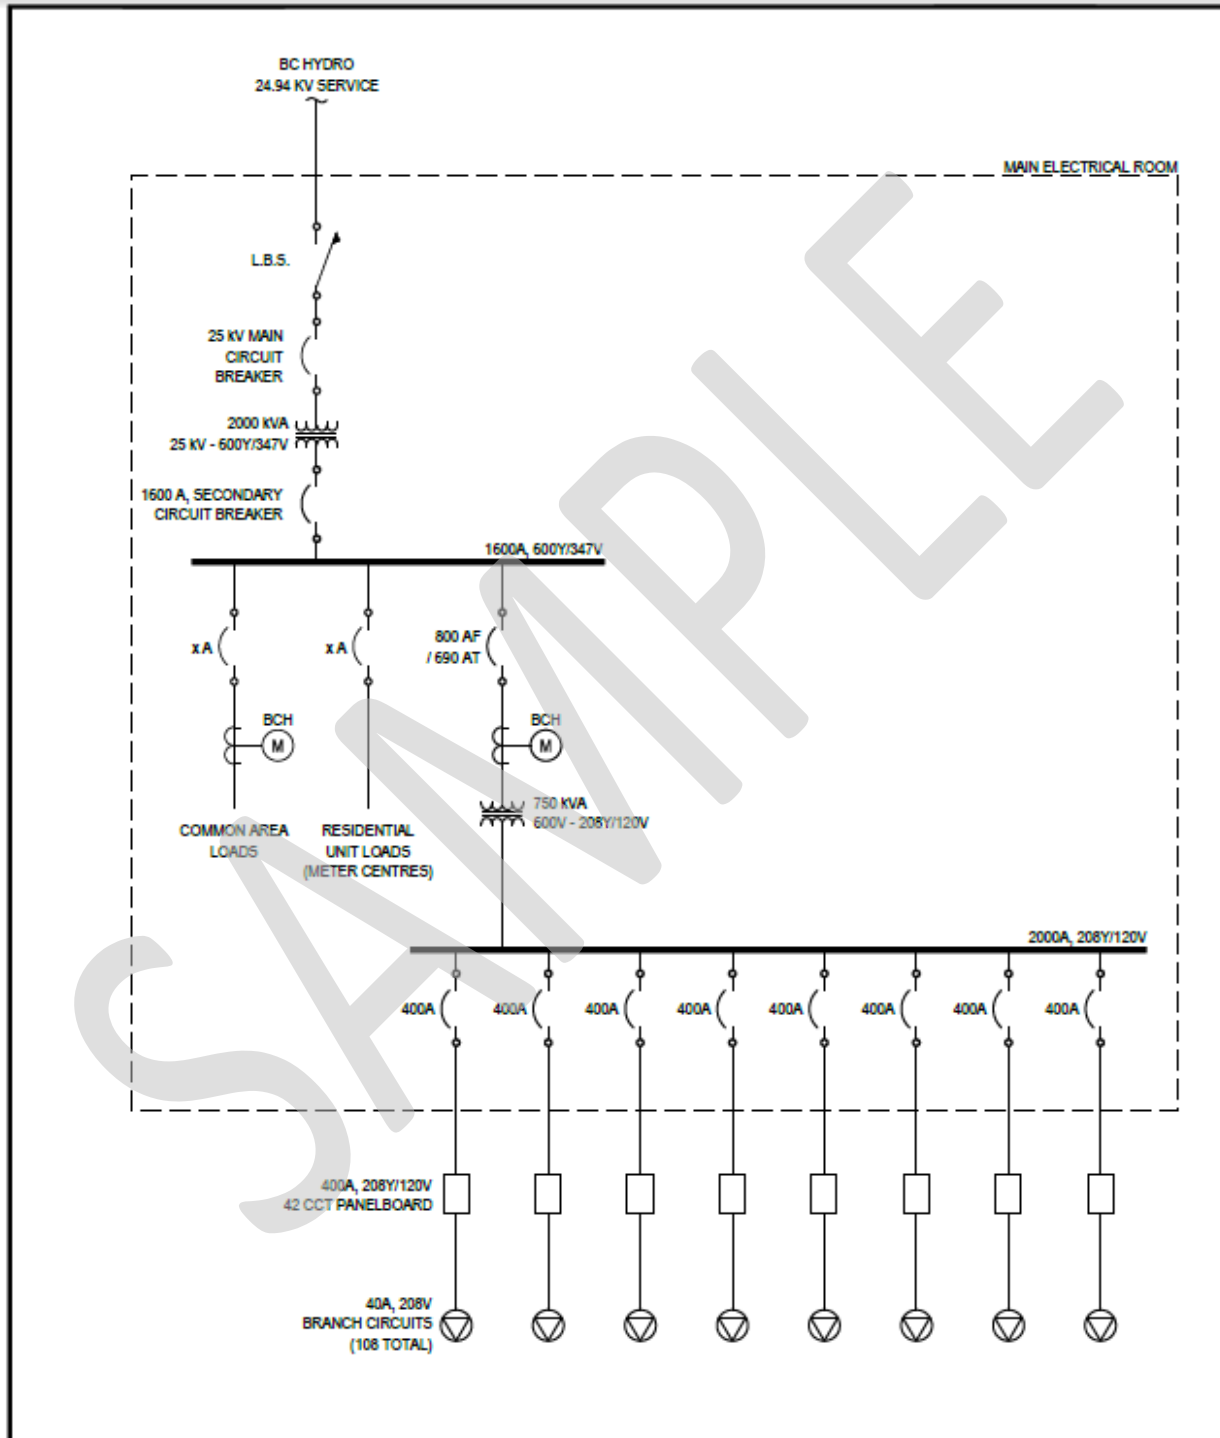 BC HYDRO
24.94 KV SERVICE
MAIN ELECTRICAL ROOM
L.B.S.
25 kV MAIN
CIRCUIT
BREAKER
2000 kVA
25 kV - 600Y/347V
1600 A, SECONDARY
CIRCUIT BREAKER
1600A, 600Y/347V
x A
x A
800 AF
/ 690 AT
BCH
M
BCH
M
COMMON AREA
LOADS
RESIDENTIAL
UNIT LOADS
(METER CENTRES)
750 kVA
600V - 208Y/120V
2000A, 208Y/120V
400A
400A
400A
400A
400A
400A
400A
400A
400A, 208Y/120V
42 CCT PANELBOARD
40A, 208V
BRANCH CIRCUITS
(108 TOTAL)
SAMPLE